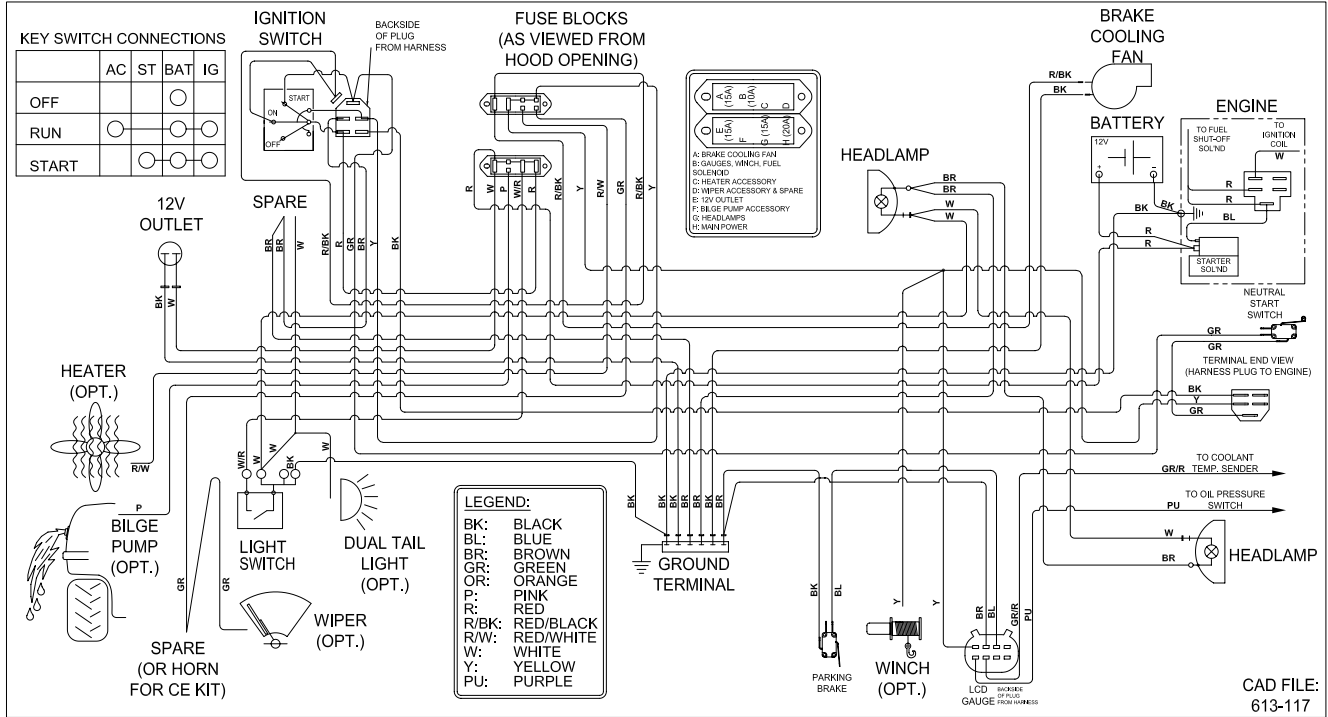 KEY SWITCH CONNECTIONS
AC ST BAT IG
OFF
RUN
START
IGNITION
SWITCH
BACKSIDE
OF PLUG
FROM HARNESS
START
ON
OFF
FUSE BLOCKS
(AS VIEWED FROM
HOOD OPENING)
A
(15A)
B
(10A)
C
D
E
(15A)
F
G (15A)
H (20A)
A: BRAKE COOLING FAN
B: GAUGES, WINCH, FUEL
SOLENOID
C: HEATER ACCESSORY
D: WIPER ACCESSORY & SPARE
E: 12V OUTLET
F: BILGE PUMP ACCESSORY
G: HEADLAMPS
H: MAIN POWER
BRAKE
COOLING
FAN
R/BK
BK
BATTERY
12V
+
-
ENGINE
TO FUEL
SHUT-OFF
SOL'ND
TO
IGNITION
COIL
W
R
R
BL
BK
BK
R
R
STARTER
SOL'ND
HEADLAMP
BR
BR
W
W
R
W
P
W/R
R
R/BK
Y
R/W
GR
R/BK
Y
12V
OUTLET
BK
W
SPARE
BR
BR
W
R/BK
R
GR
BR
Y
BK
NEUTRAL
START
SWITCH
GR
GR
TERMINAL END VIEW
(HARNESS PLUG TO ENGINE)
BK
Y
GR
HEATER
(OPT.)
R/W
BILGE
PUMP
(OPT.)
P
GR
GR
SPARE
(OR HORN
FOR CE KIT)
WIPER
(OPT.)
W/R
W
W
BK
W
LIGHT
SWITCH
DUAL TAIL
LIGHT
(OPT.)
LEGEND:
BK: BLACK
BL: BLUE
BR: BROWN
GR: GREEN
OR: ORANGE
P: PINK
R: RED
R/BK: RED/BLACK
R/W: RED/WHITE
W: WHITE
Y: YELLOW
PU: PURPLE
BK
BK
BK
BR
BR
BK
BR
GROUND
TERMINAL
BK
BL
PARKING
BRAKE
Y
WINCH
(OPT.)
Y
BR
BL
GR/R
PU
LCD
GAUGE
BACKSIDE
OF PLUG
FROM HARNESS
TO COOLANT
GR/R TEMP. SENDER
TO OIL PRESSURE
PU SWITCH
W
BR
HEADLAMP
CAD FILE:
613-117